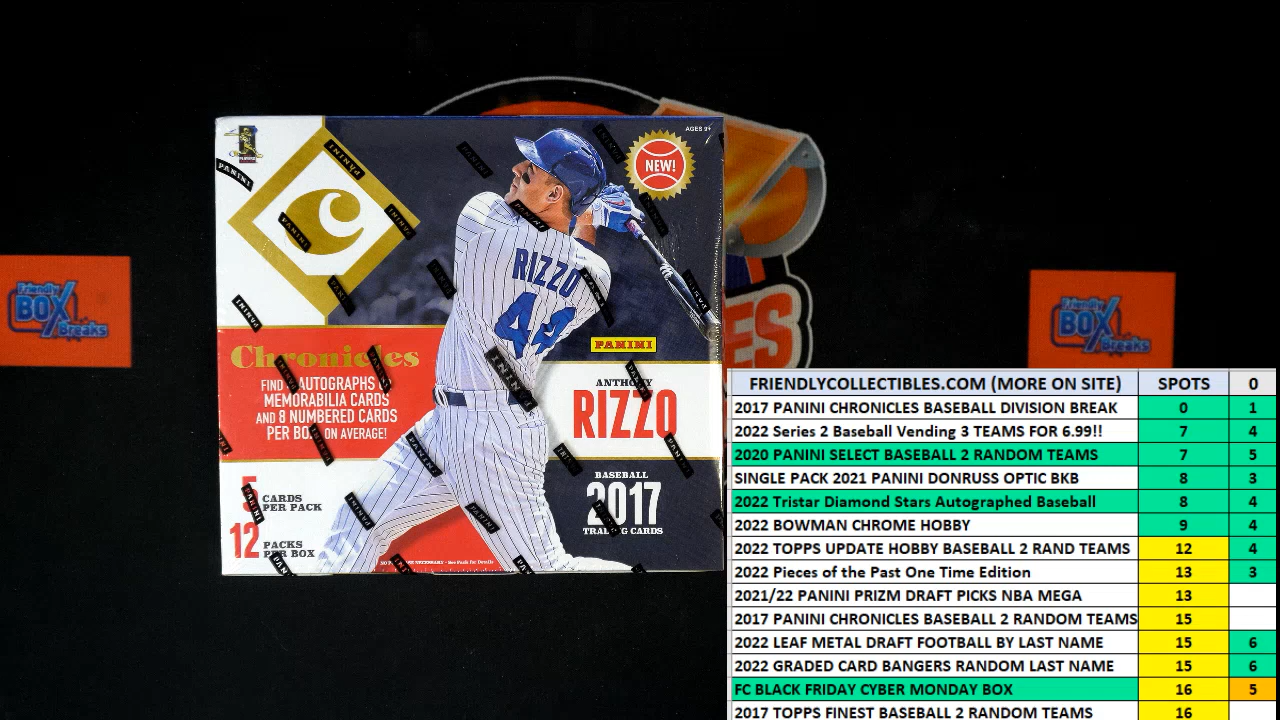 AGES 9+
NEW!
RIZZO
44
PANINI
Chronicles
FIND AUTOGRAPHS
MEMORABILIA CARDS
AND 8 NUMBERED CARDS
PER BOX ON AVERAGE!
ANTHONY
RIZZO
5 CARDS PER PACK
12 PACKS PER BOX
BASEBALL
2017
TRADING CARDS
Friendly
BOX
Breaks
Friendly
BOX
Breaks
ES
FRIENDLYCOLLECTIBLES.COM (MORE ON SITE) SPOTS 0
2017 PANINI CHRONICLES BASEBALL DIVISION BREAK 0 1
2022 Series 2 Baseball Vending 3 TEAMS FOR 6.99!! 7 4
2020 PANINI SELECT BASEBALL 2 RANDOM TEAMS 7 5
SINGLE PACK 2021 PANINI DONRUSS OPTIC BKB 8 3
2022 Tristar Diamond Stars Autographed Baseball 8 4
2022 BOWMAN CHROME HOBBY 9 4
2022 TOPPS UPDATE HOBBY BASEBALL 2 RAND TEAMS 12 4
2022 Pieces of the Past One Time Edition 13 3
2021/22 PANINI PRIZM DRAFT PICKS NBA MEGA 13
2017 PANINI CHRONICLES BASEBALL 2 RANDOM TEAMS 15
2022 LEAF METAL DRAFT FOOTBALL BY LAST NAME 15 6
2022 GRADED CARD BANGERS RANDOM LAST NAME 15 6
FC BLACK FRIDAY CYBER MONDAY BOX 16 5
2017 TOPPS FINEST BASEBALL 2 RANDOM TEAMS 16